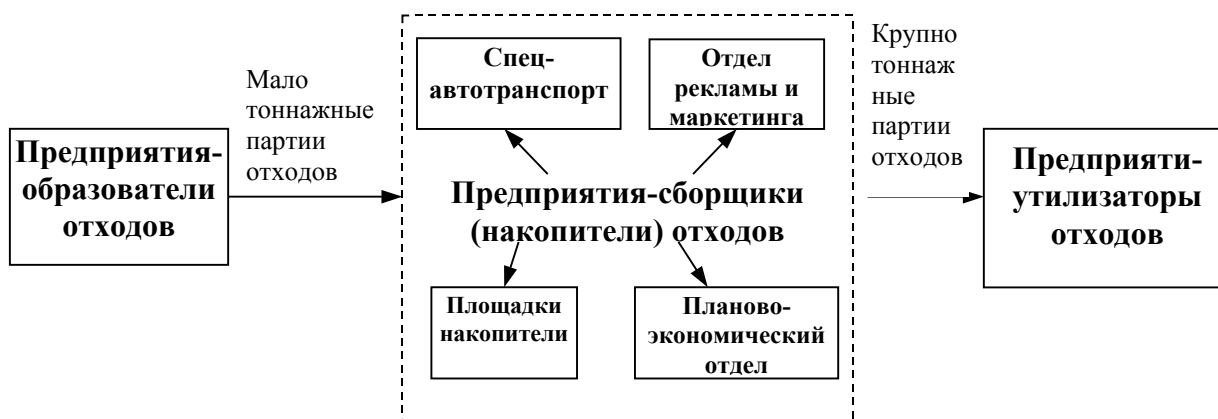 Предприятия-
образователи
отходов
Мало
тоннажные
партии
отходов
Спец-
автотранспорт
Отдел
рекламы и
маркетинга
Предприятия-сборщики
(накопители) отходов
Площадки
накопители
Планово-
экономический
отдел
Крупно
тоннаж
ные
партии
отходов
Предприяти-
утилизаторы
отходов